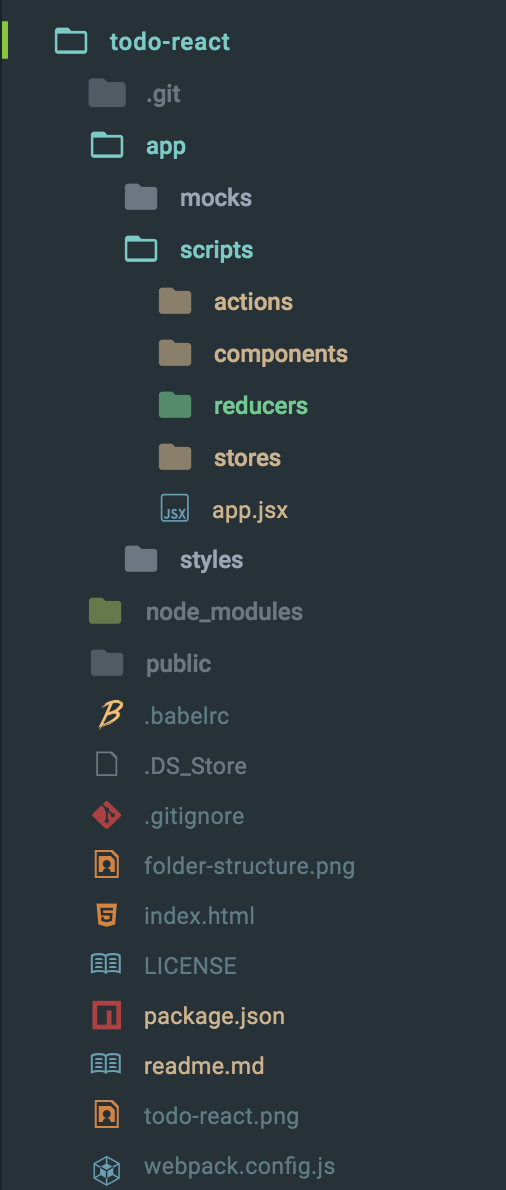 todo-react
.git
app
mocks
scripts
actions
components
reducers
stores
JSX app.jsx
styles
node_modules
public
.babelrc
.DS_Store
.gitignore
folder-structure.png
index.html
LICENSE
package.json
readme.md
todo-react.png
webpack.config.js